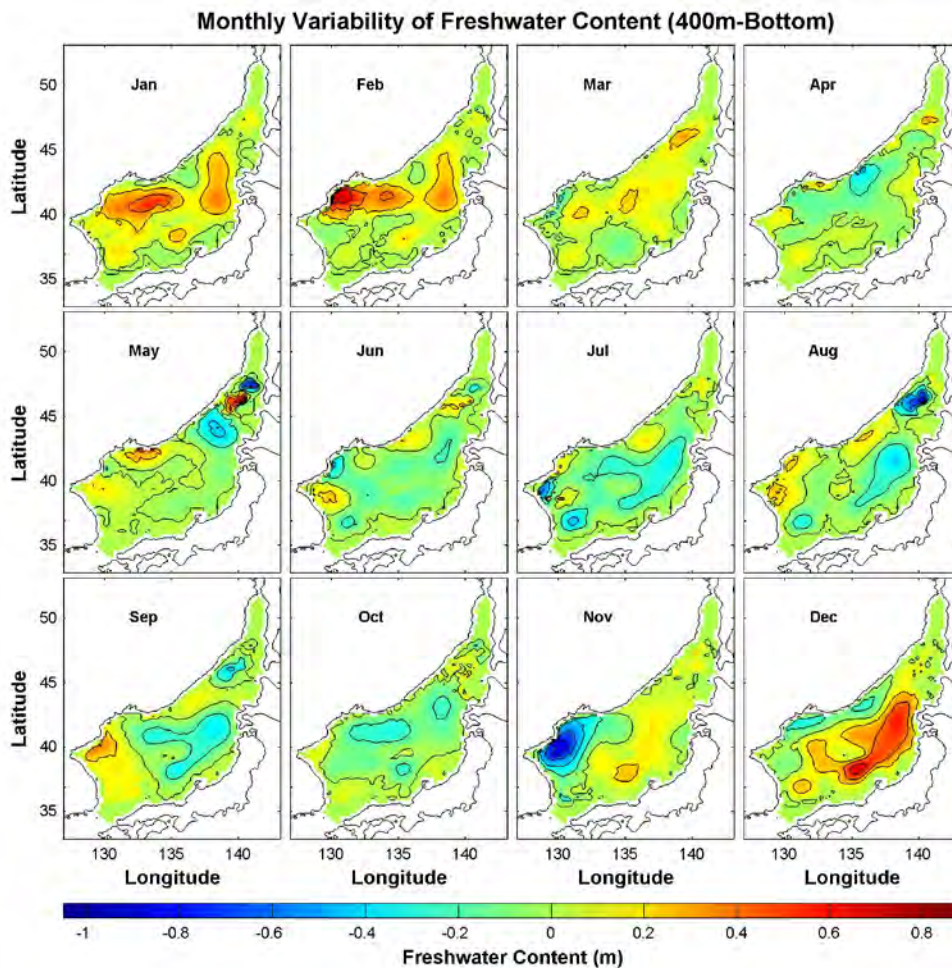 Monthly Variability of Freshwater Content (400m-Bottom)
Jan
Feb
Mar
Apr
50
45
40
35
Latitude
May
Jun
Jul
Aug
50
45
40
35
Latitude
Sep
Oct
Nov
Dec
50
45
40
35
Latitude
130 135 140
130 135 140
130 135 140
130 135 140
Longitude
Longitude
Longitude
Longitude
-1 -0.8 -0.6 -0.4 -0.2 0 0.2 0.4 0.6 0.8
Freshwater Content (m)